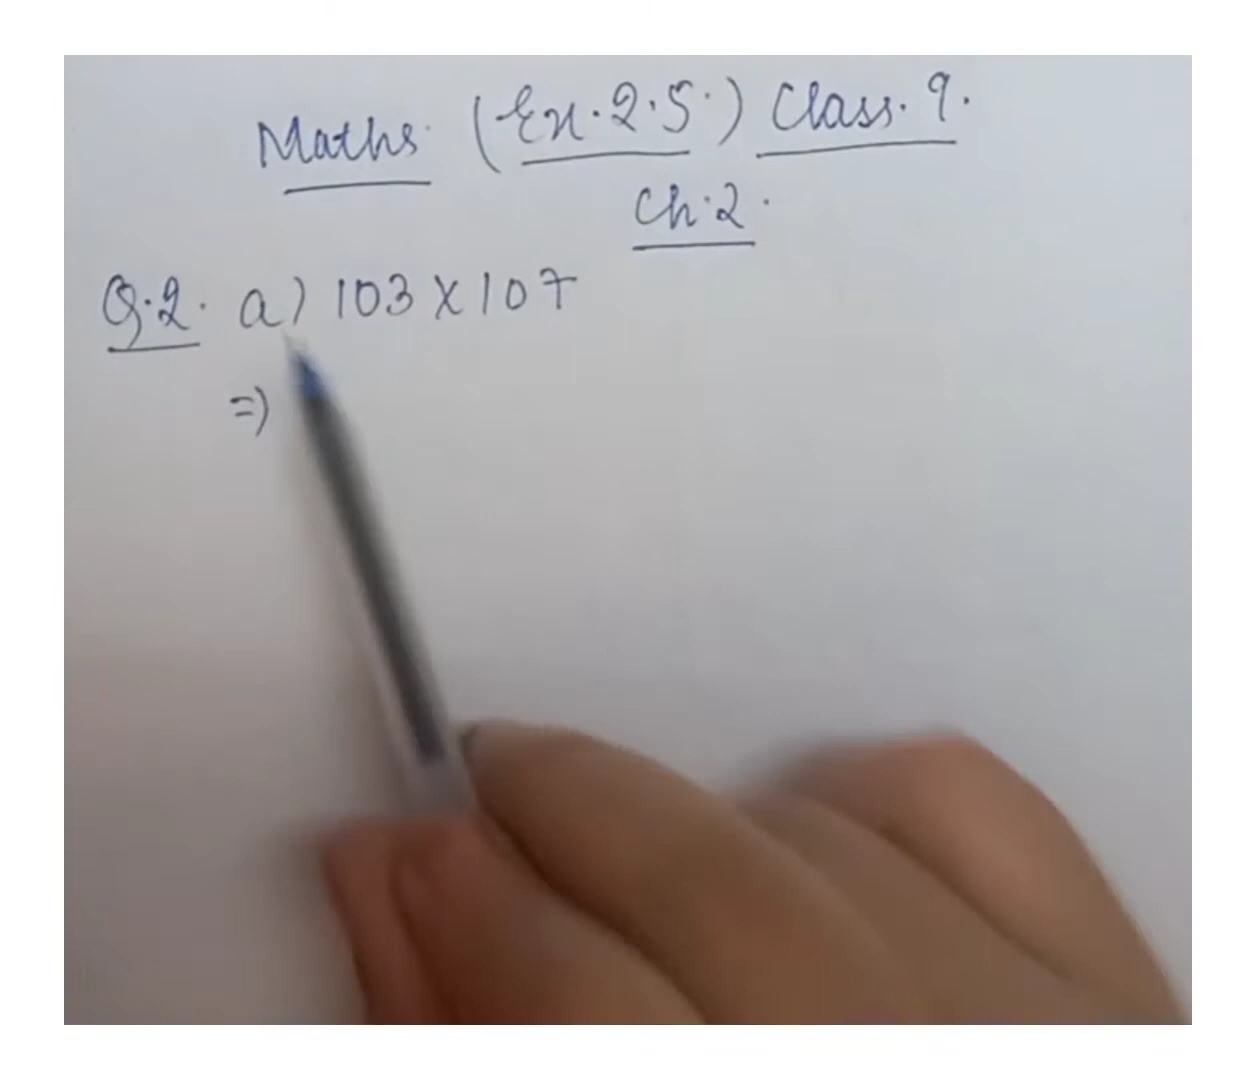 Maths. (Ex. 2.5.) Class. 9.
Ch. 2.
Q.2. a) 103 x 107
=)